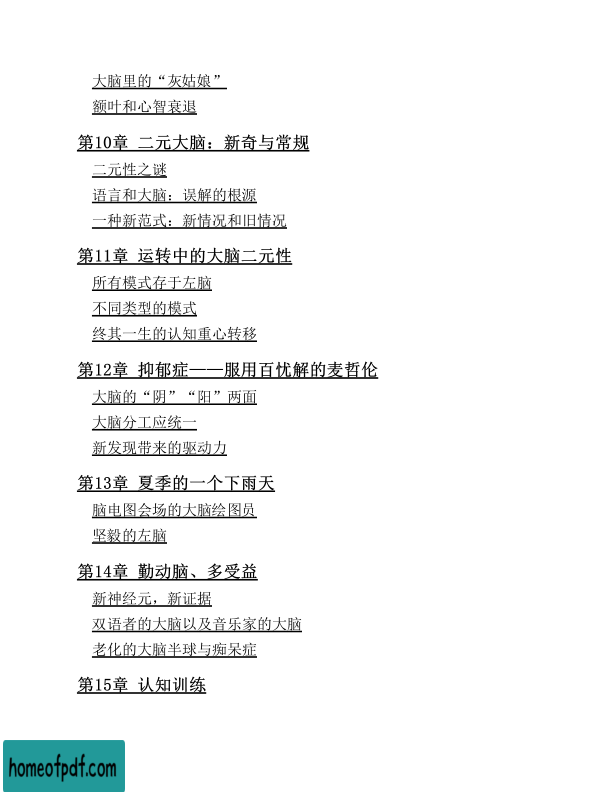 大脑里的“灰姑娘”
额叶和心智衰退
第10章 二元大脑：新奇与常规
二元性之谜
语言和大脑：误解的根源
一种新范式：新情况和旧情况
第11章 运转中的大脑二元性
所有模式存于左脑
不同类型的模式
终其一生的认知重心转移
第12章 抑郁症——服用百忧解的麦哲伦
大脑的“阴”“阳”两面
大脑分工应统一
新发现带来的驱动力
第13章 夏季的一个下雨天
脑电图会场的大脑绘图员
坚毅的左脑
第14章 勤动脑、多受益
新神经元，新证据
双语者的大脑以及音乐家的大脑
老化的大脑半球与痴呆症
第15章 认知训练
homeofpdf.com